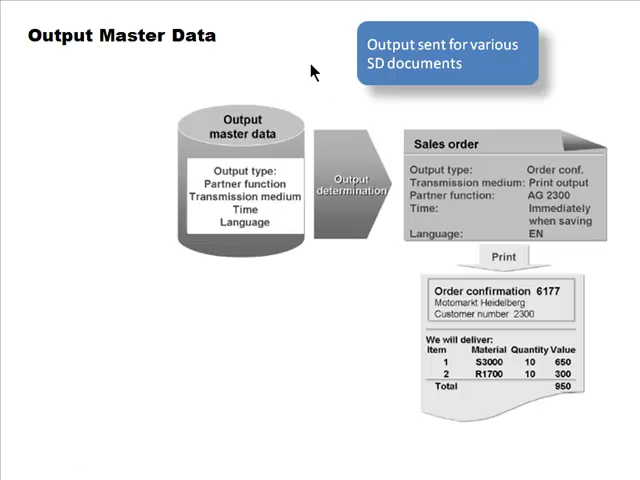 Output Master Data
Output sent for various
SD documents
Output
master data
Output type:
Partner function
Transmission medium
Time
Language
Output
determination
Sales order
Output type: Order conf.
Transmission medium: Print output
Partner function: AG 2300
Time: Immediately
when saving
Language: EN
Print
Order confirmation 6177
Motomarkt Heidelberg
Customer number 2300
We will deliver:
Item Material Quantity Value
1 S3000 10 650
2 R1700 10 300
Total 950